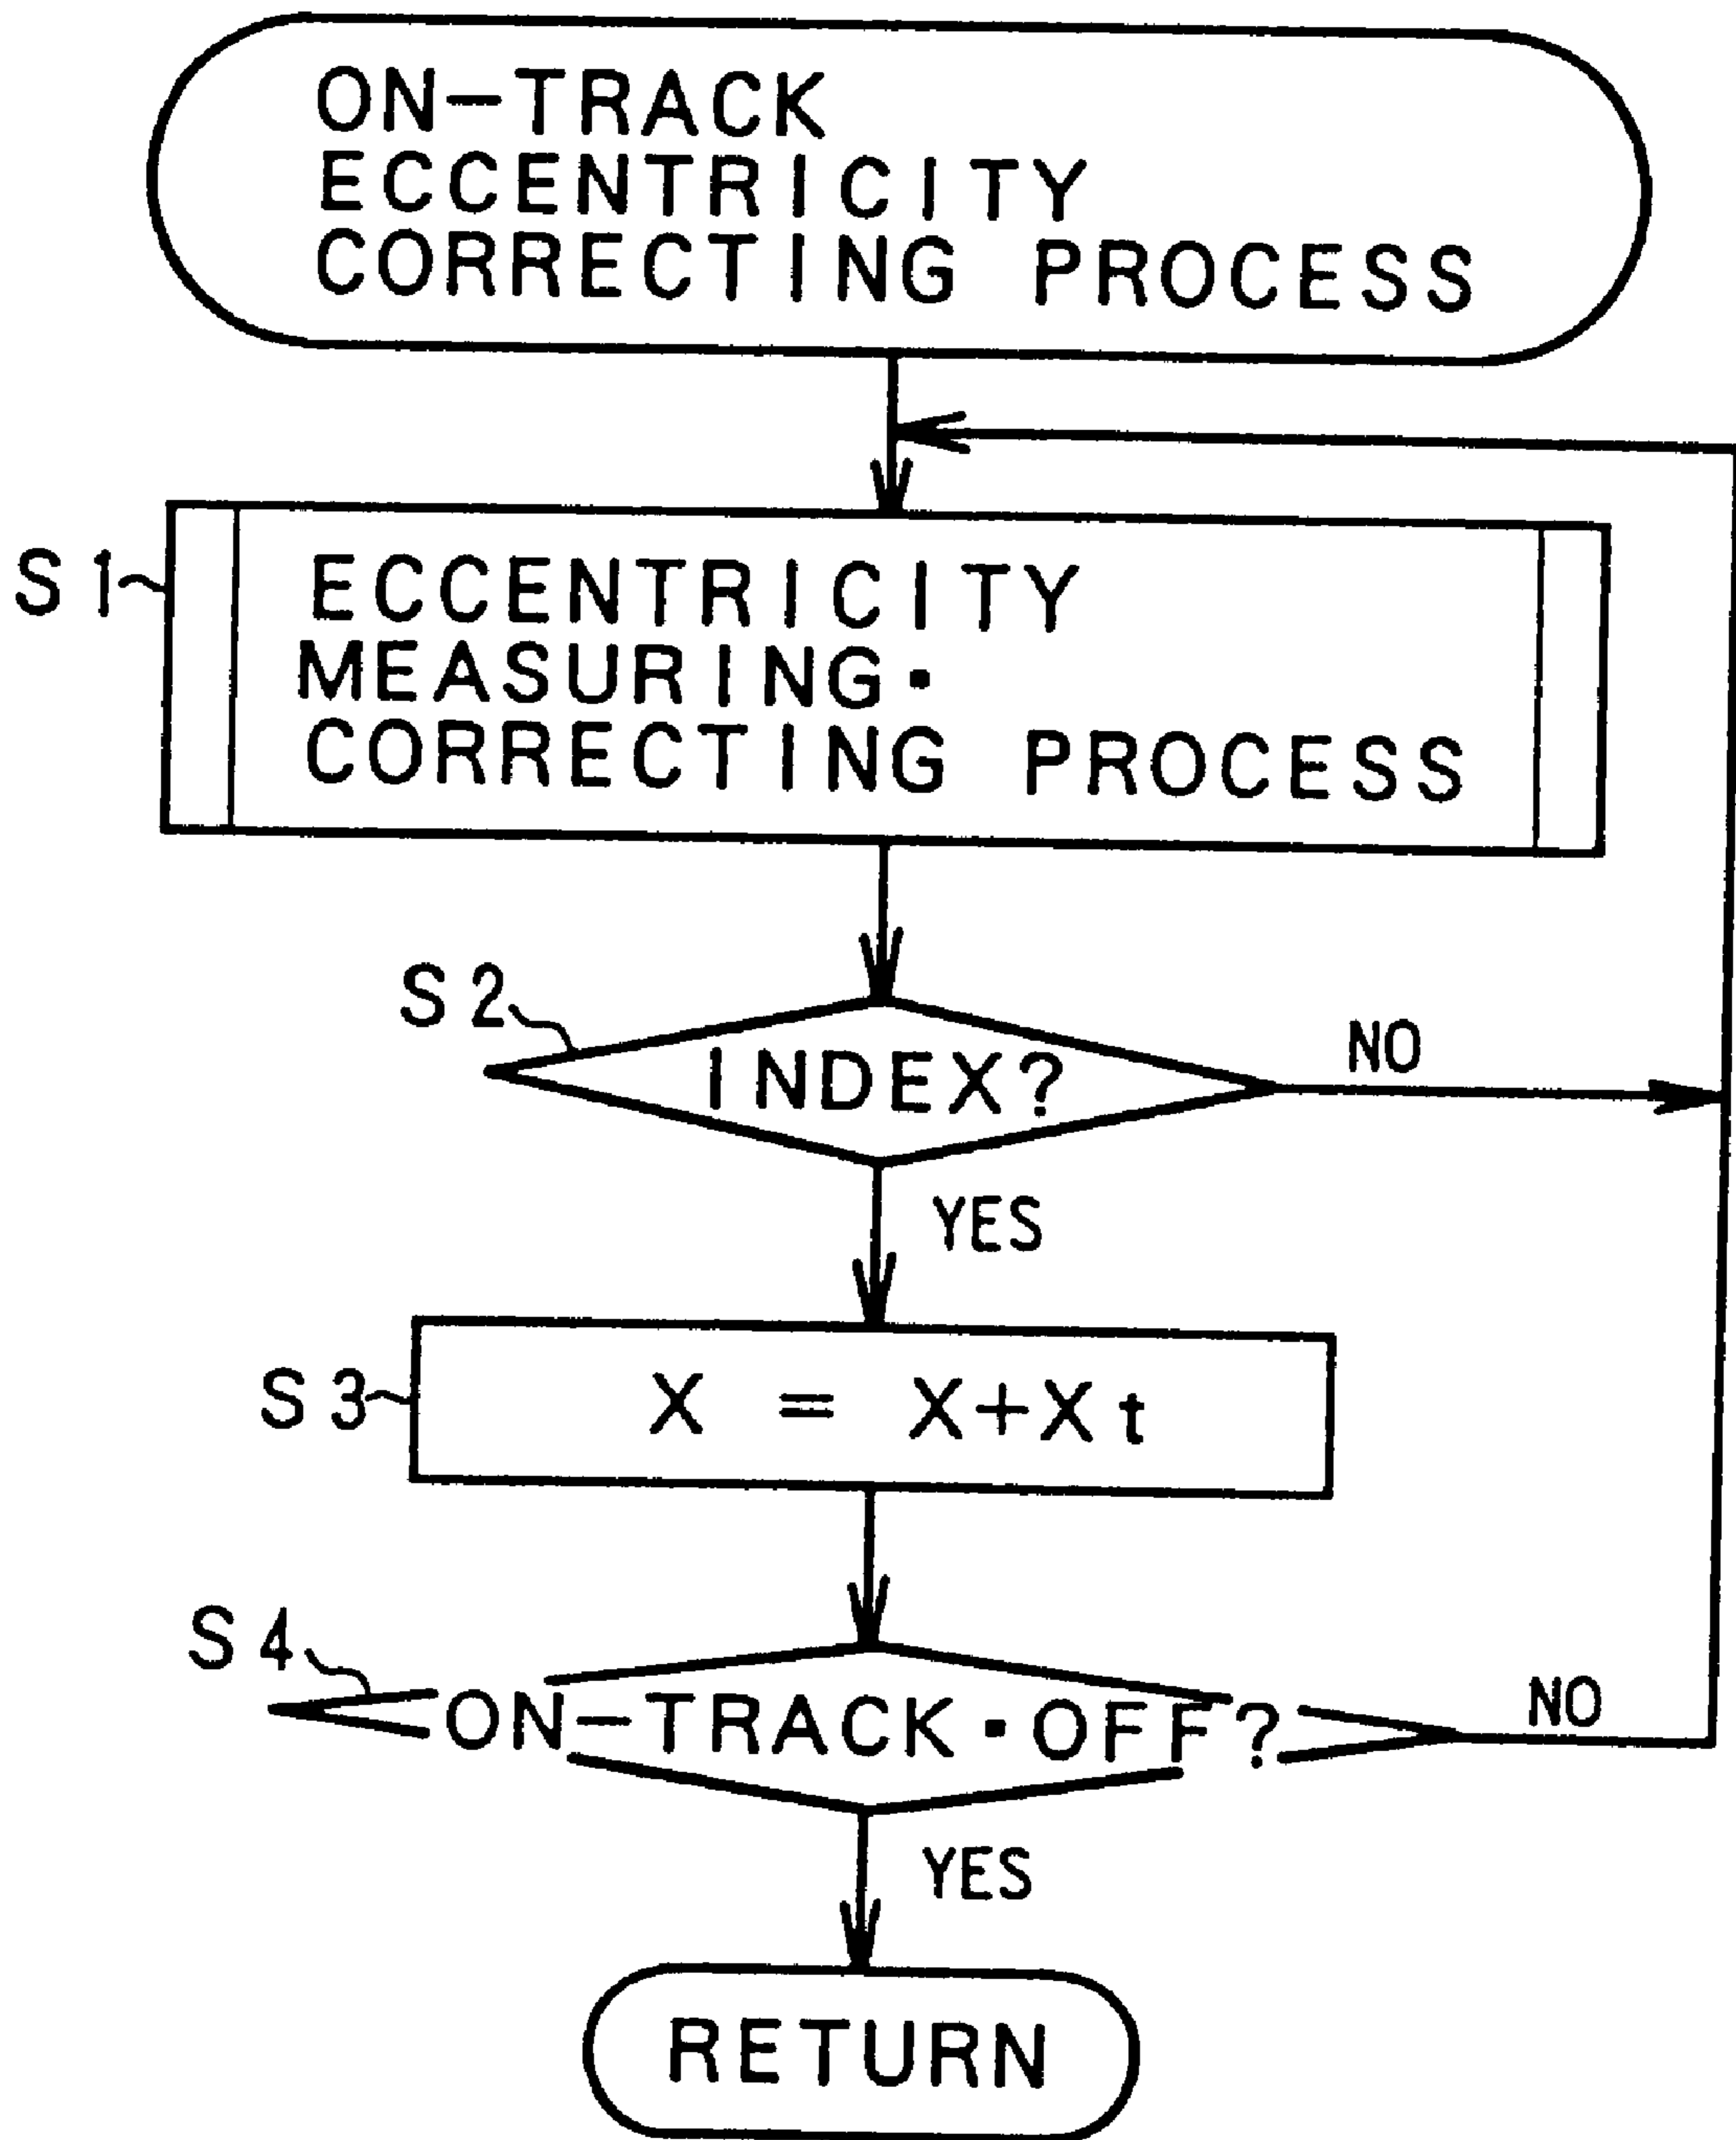 ON-TRACK
ECCENTRICITY
CORRECTING PROCESS
S1
ECCENTRICITY
MEASURING·
CORRECTING PROCESS
S2
INDEX?
NO
YES
S3
X = X+Xt
S4
ON-TRACK·OFF?
NO
YES
RETURN